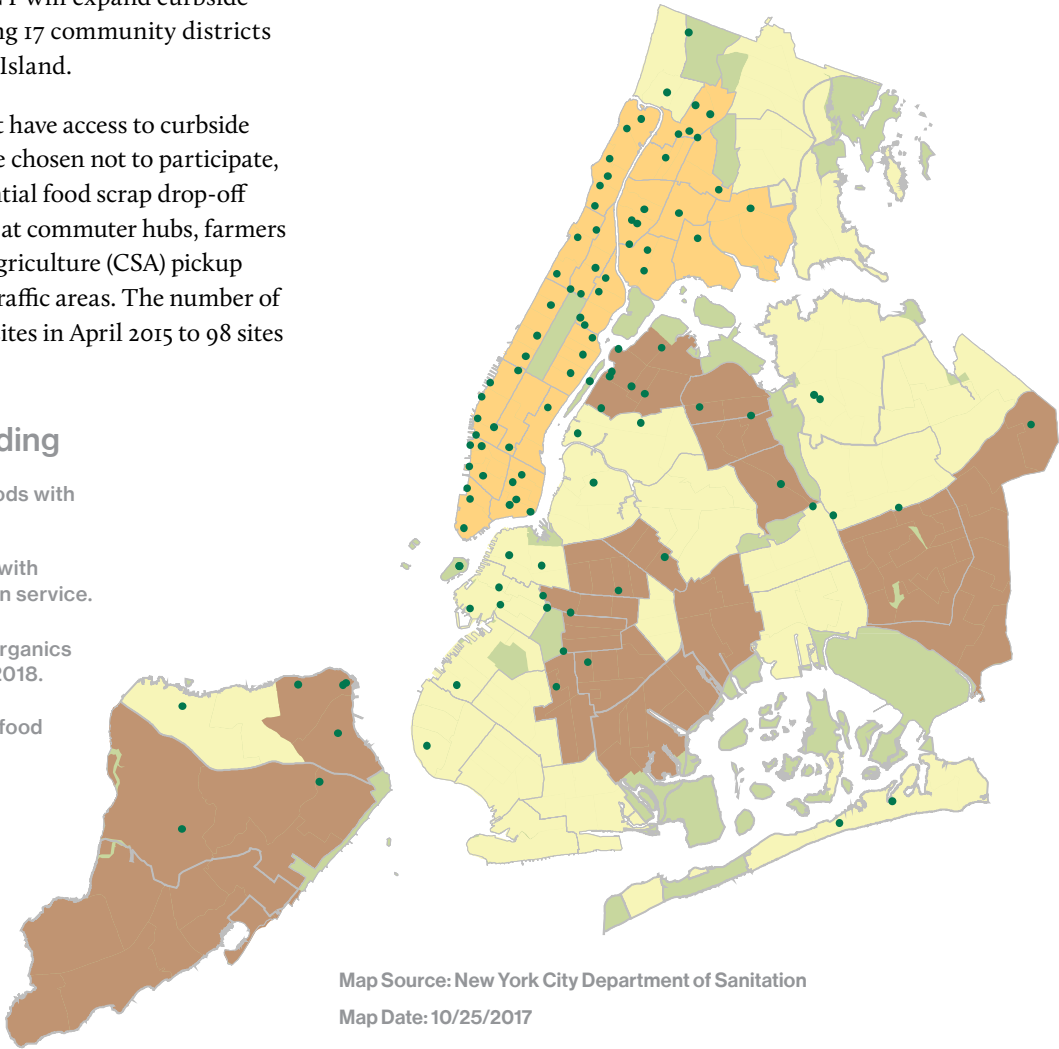 will expand curbside
ng 17 community districts
Island.
t have access to curbside
e chosen not to participate,
ntial food scrap drop-off
at commuter hubs, farmers
griculture (CSA) pickup
raffic areas. The number of
sites in April 2015 to 98 sites
ding
ods with
with
n service.
rganics
2018.
food
Map Source: New York City Department of Sanitation
Map Date: 10/25/2017